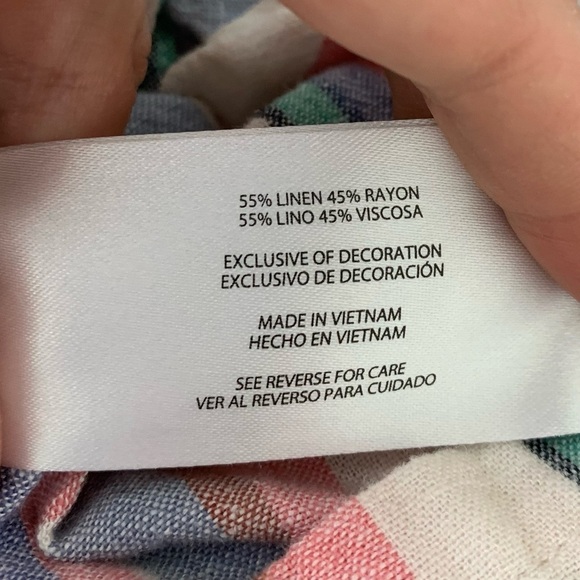 55% LINEN 45% RAYON
55% LINO 45% VISCOSA
EXCLUSIVE OF DECORATION
EXCLUSIVO DE DECORACIÓN
MADE IN VIETNAM
HECHO EN VIETNAM
SEE REVERSE FOR CARE
VER AL REVERSO PARA CUIDADO